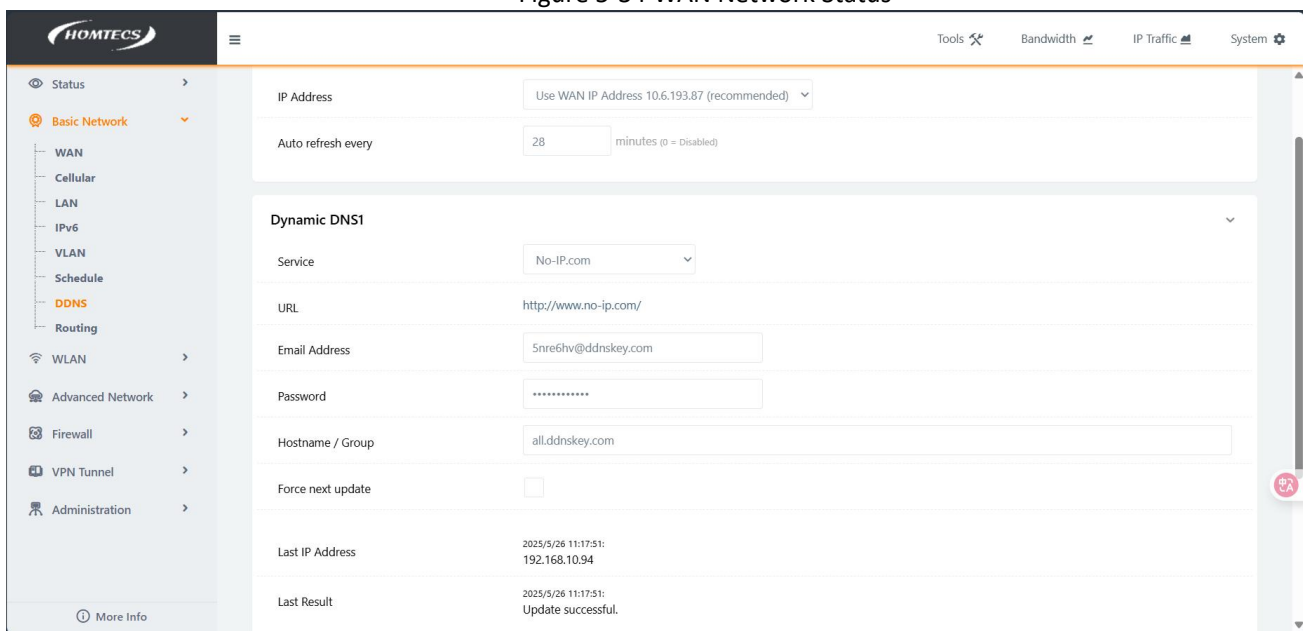 Figure 3-34 WAN Network Status
HOMTECS
Tools
Bandwidth
IP Traffic
System
Status
Basic Network
WAN
Cellular
LAN
IPv6
VLAN
Schedule
DDNS
Routing
WLAN
Advanced Network
Firewall
VPN Tunnel
Administration
More Info
IP Address
Use WAN IP Address 10.6.193.87 (recommended)
Auto refresh every
28
minutes (0 = Disabled)
Dynamic DNS1
Service
No-IP.com
URL
http://www.no-ip.com/
Email Address
5nre6hv@ddnskey.com
Password
••••••••••••
Hostname / Group
all.ddnskey.com
Force next update
Last IP Address
2025/5/26 11:17:51:
192.168.10.94
Last Result
2025/5/26 11:17:51:
Update successful.
中A